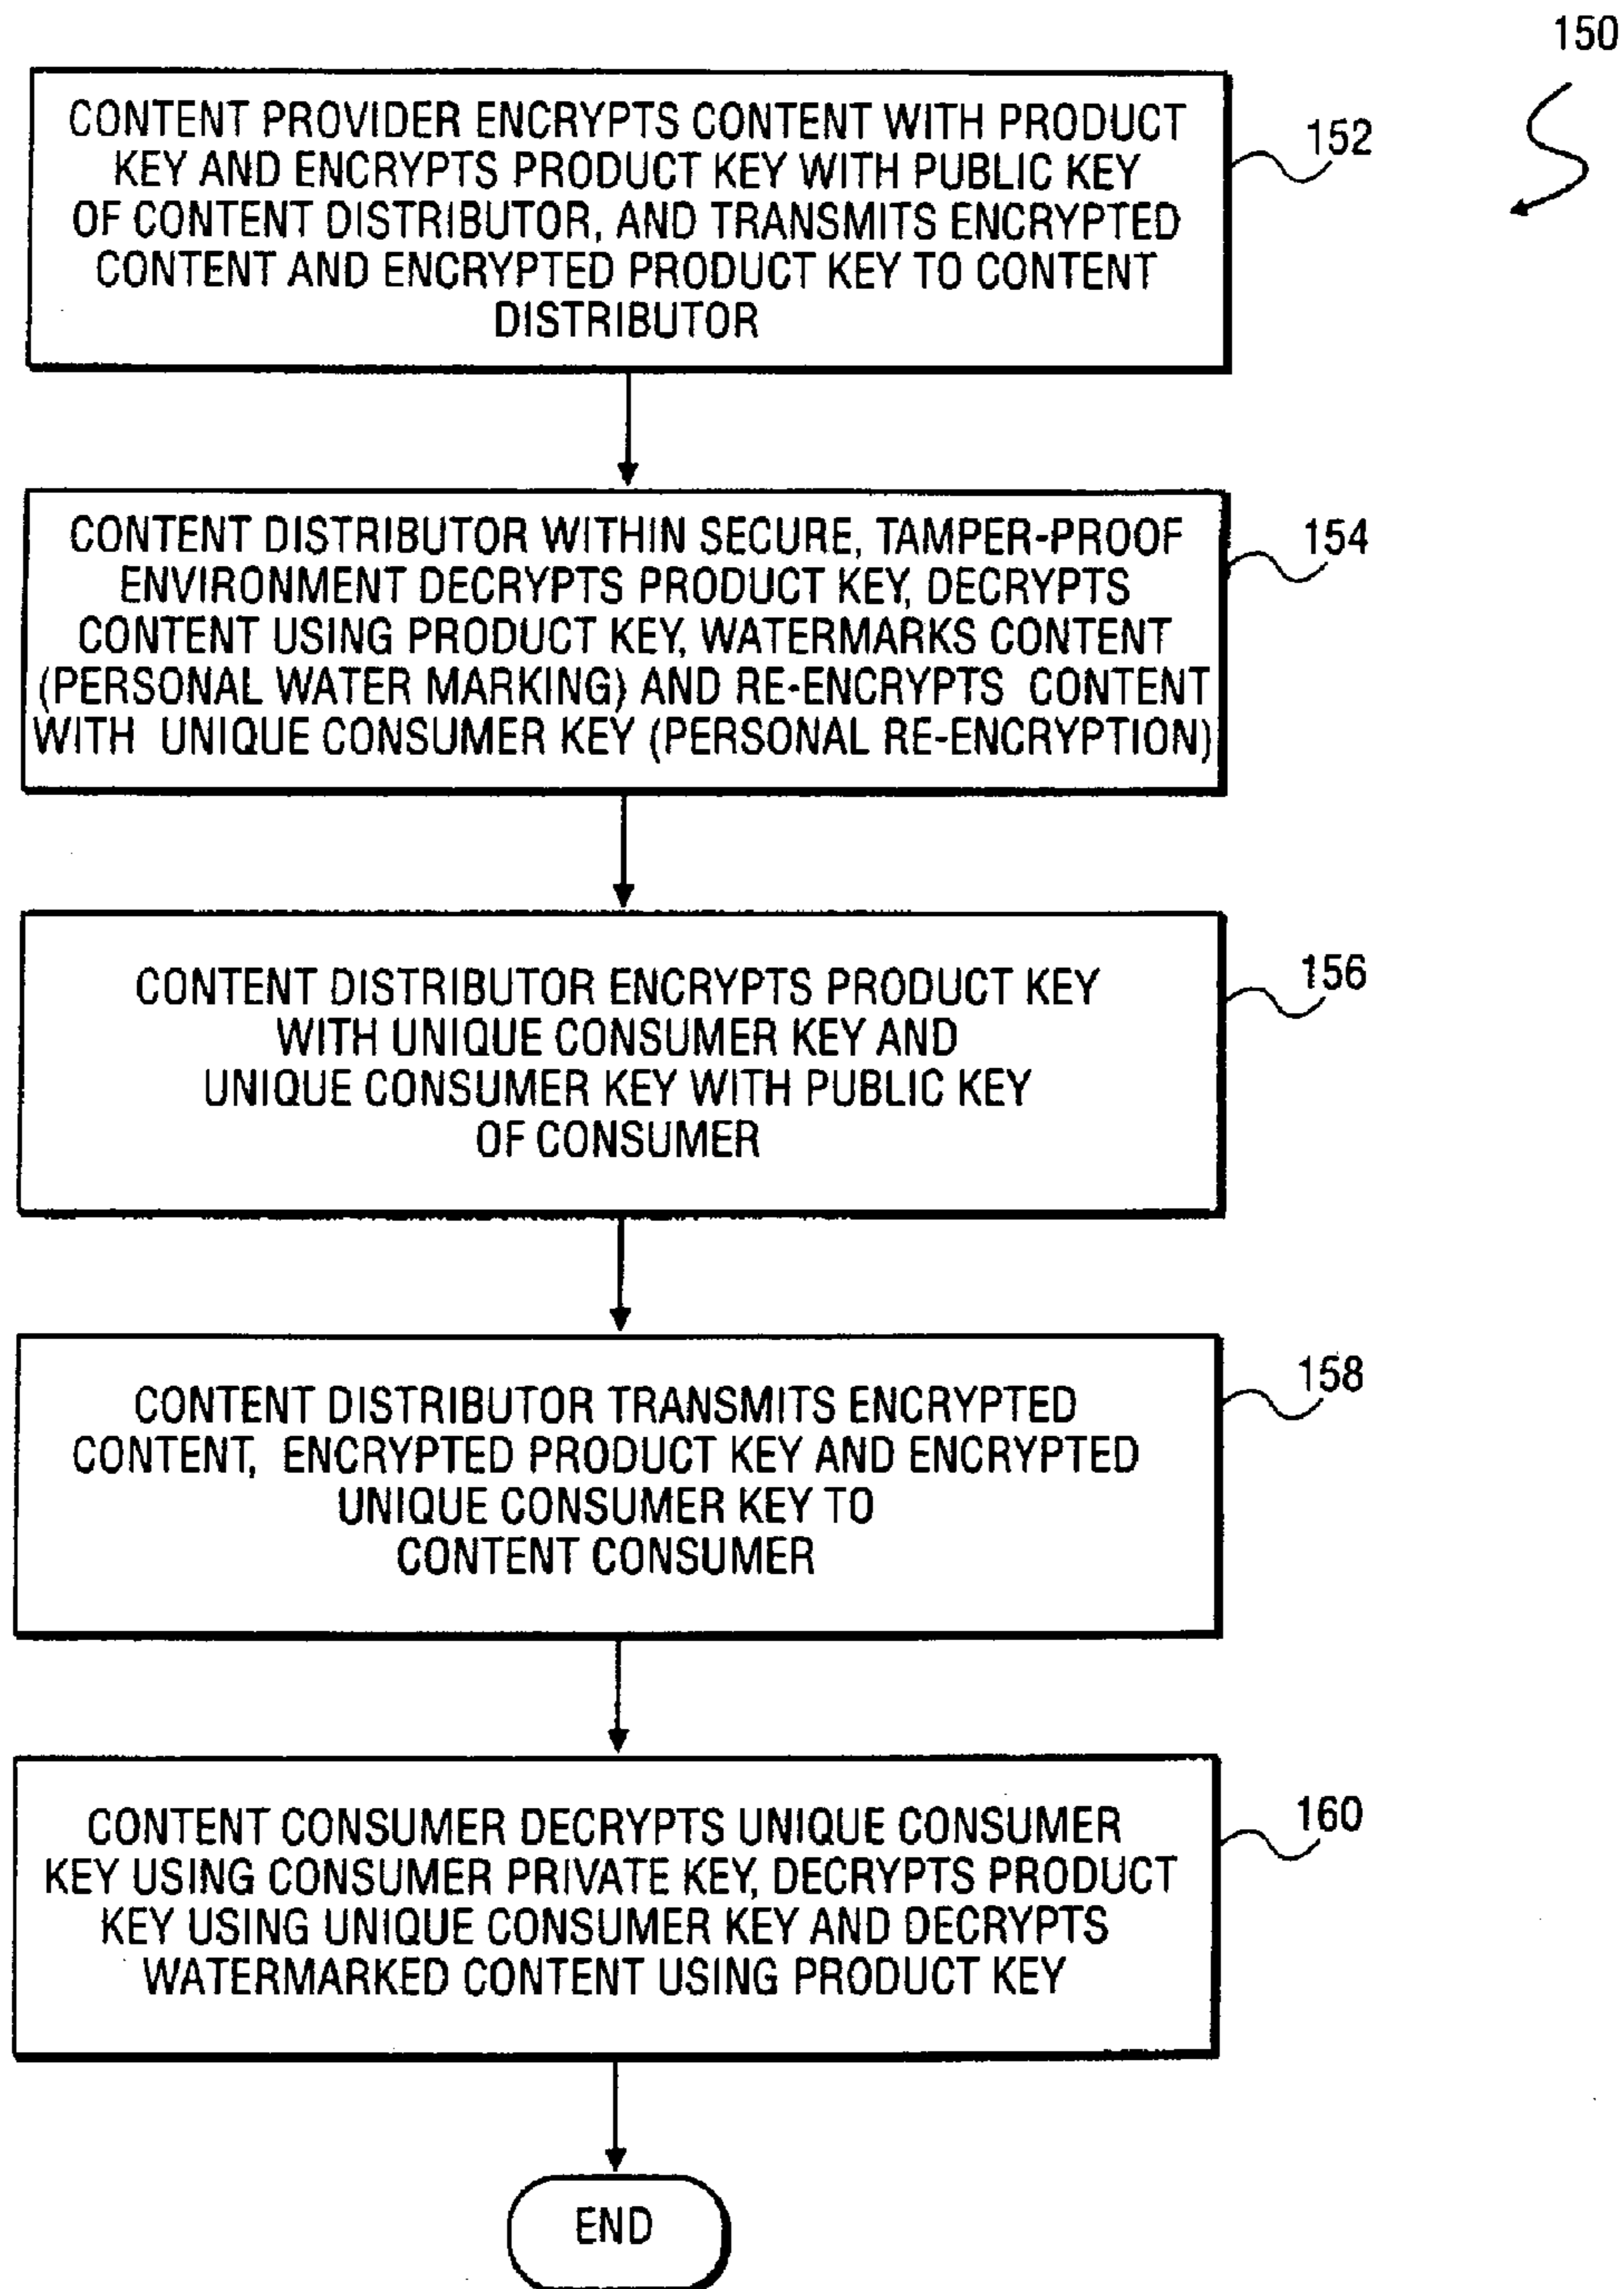 150
CONTENT PROVIDER ENCRYPTS CONTENT WITH PRODUCT
KEY AND ENCRYPTS PRODUCT KEY WITH PUBLIC KEY
OF CONTENT DISTRIBUTOR, AND TRANSMITS ENCRYPTED
CONTENT AND ENCRYPTED PRODUCT KEY TO CONTENT
DISTRIBUTOR
152
CONTENT DISTRIBUTOR WITHIN SECURE, TAMPER-PROOF
ENVIRONMENT DECRYPTS PRODUCT KEY, DECRYPTS
CONTENT USING PRODUCT KEY, WATERMARKS CONTENT
(PERSONAL WATER MARKING) AND RE-ENCRYPTS CONTENT
WITH UNIQUE CONSUMER KEY (PERSONAL RE-ENCRYPTION)
154
CONTENT DISTRIBUTOR ENCRYPTS PRODUCT KEY
WITH UNIQUE CONSUMER KEY AND
UNIQUE CONSUMER KEY WITH PUBLIC KEY
OF CONSUMER
156
CONTENT DISTRIBUTOR TRANSMITS ENCRYPTED
CONTENT, ENCRYPTED PRODUCT KEY AND ENCRYPTED
UNIQUE CONSUMER KEY TO
CONTENT CONSUMER
158
CONTENT CONSUMER DECRYPTS UNIQUE CONSUMER
KEY USING CONSUMER PRIVATE KEY, DECRYPTS PRODUCT
KEY USING UNIQUE CONSUMER KEY AND DECRYPTS
WATERMARKED CONTENT USING PRODUCT KEY
160
END